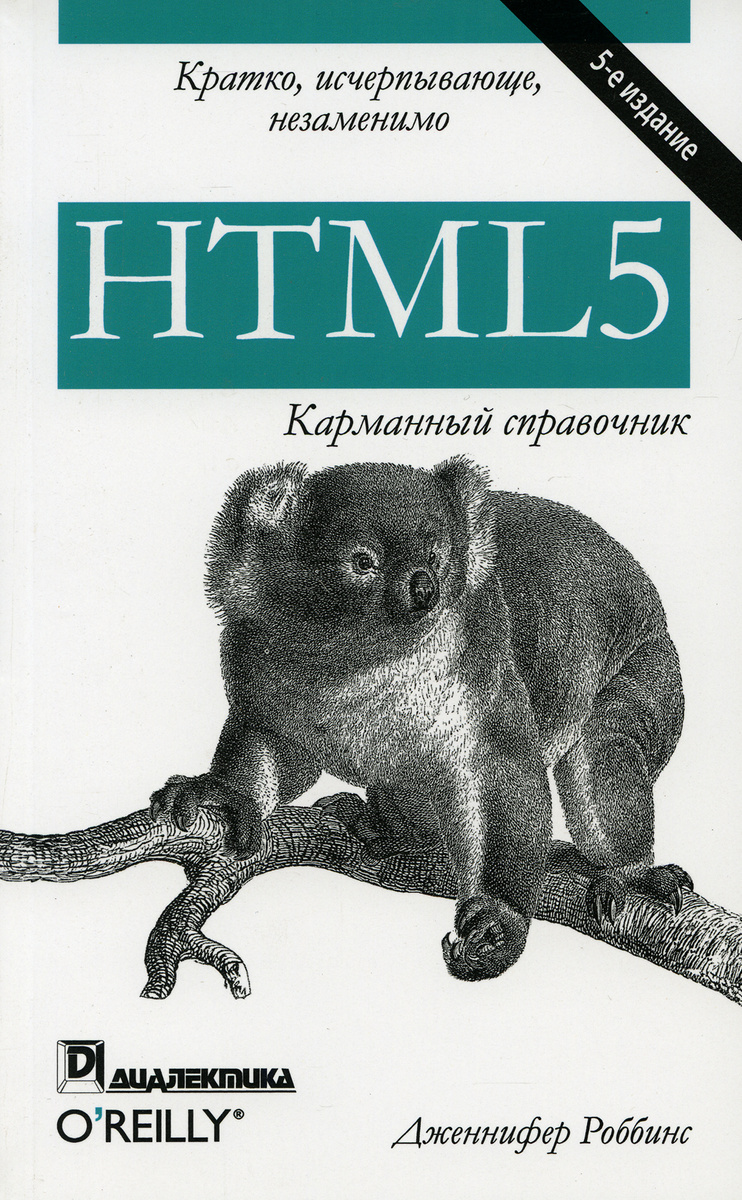 Кратко, исчерпывающе,
незаменимо
5-е издание
HTML5
Карманный справочник
D ДИАЛЕКТИКА
O'REILLY®
Дженнифер Роббинс